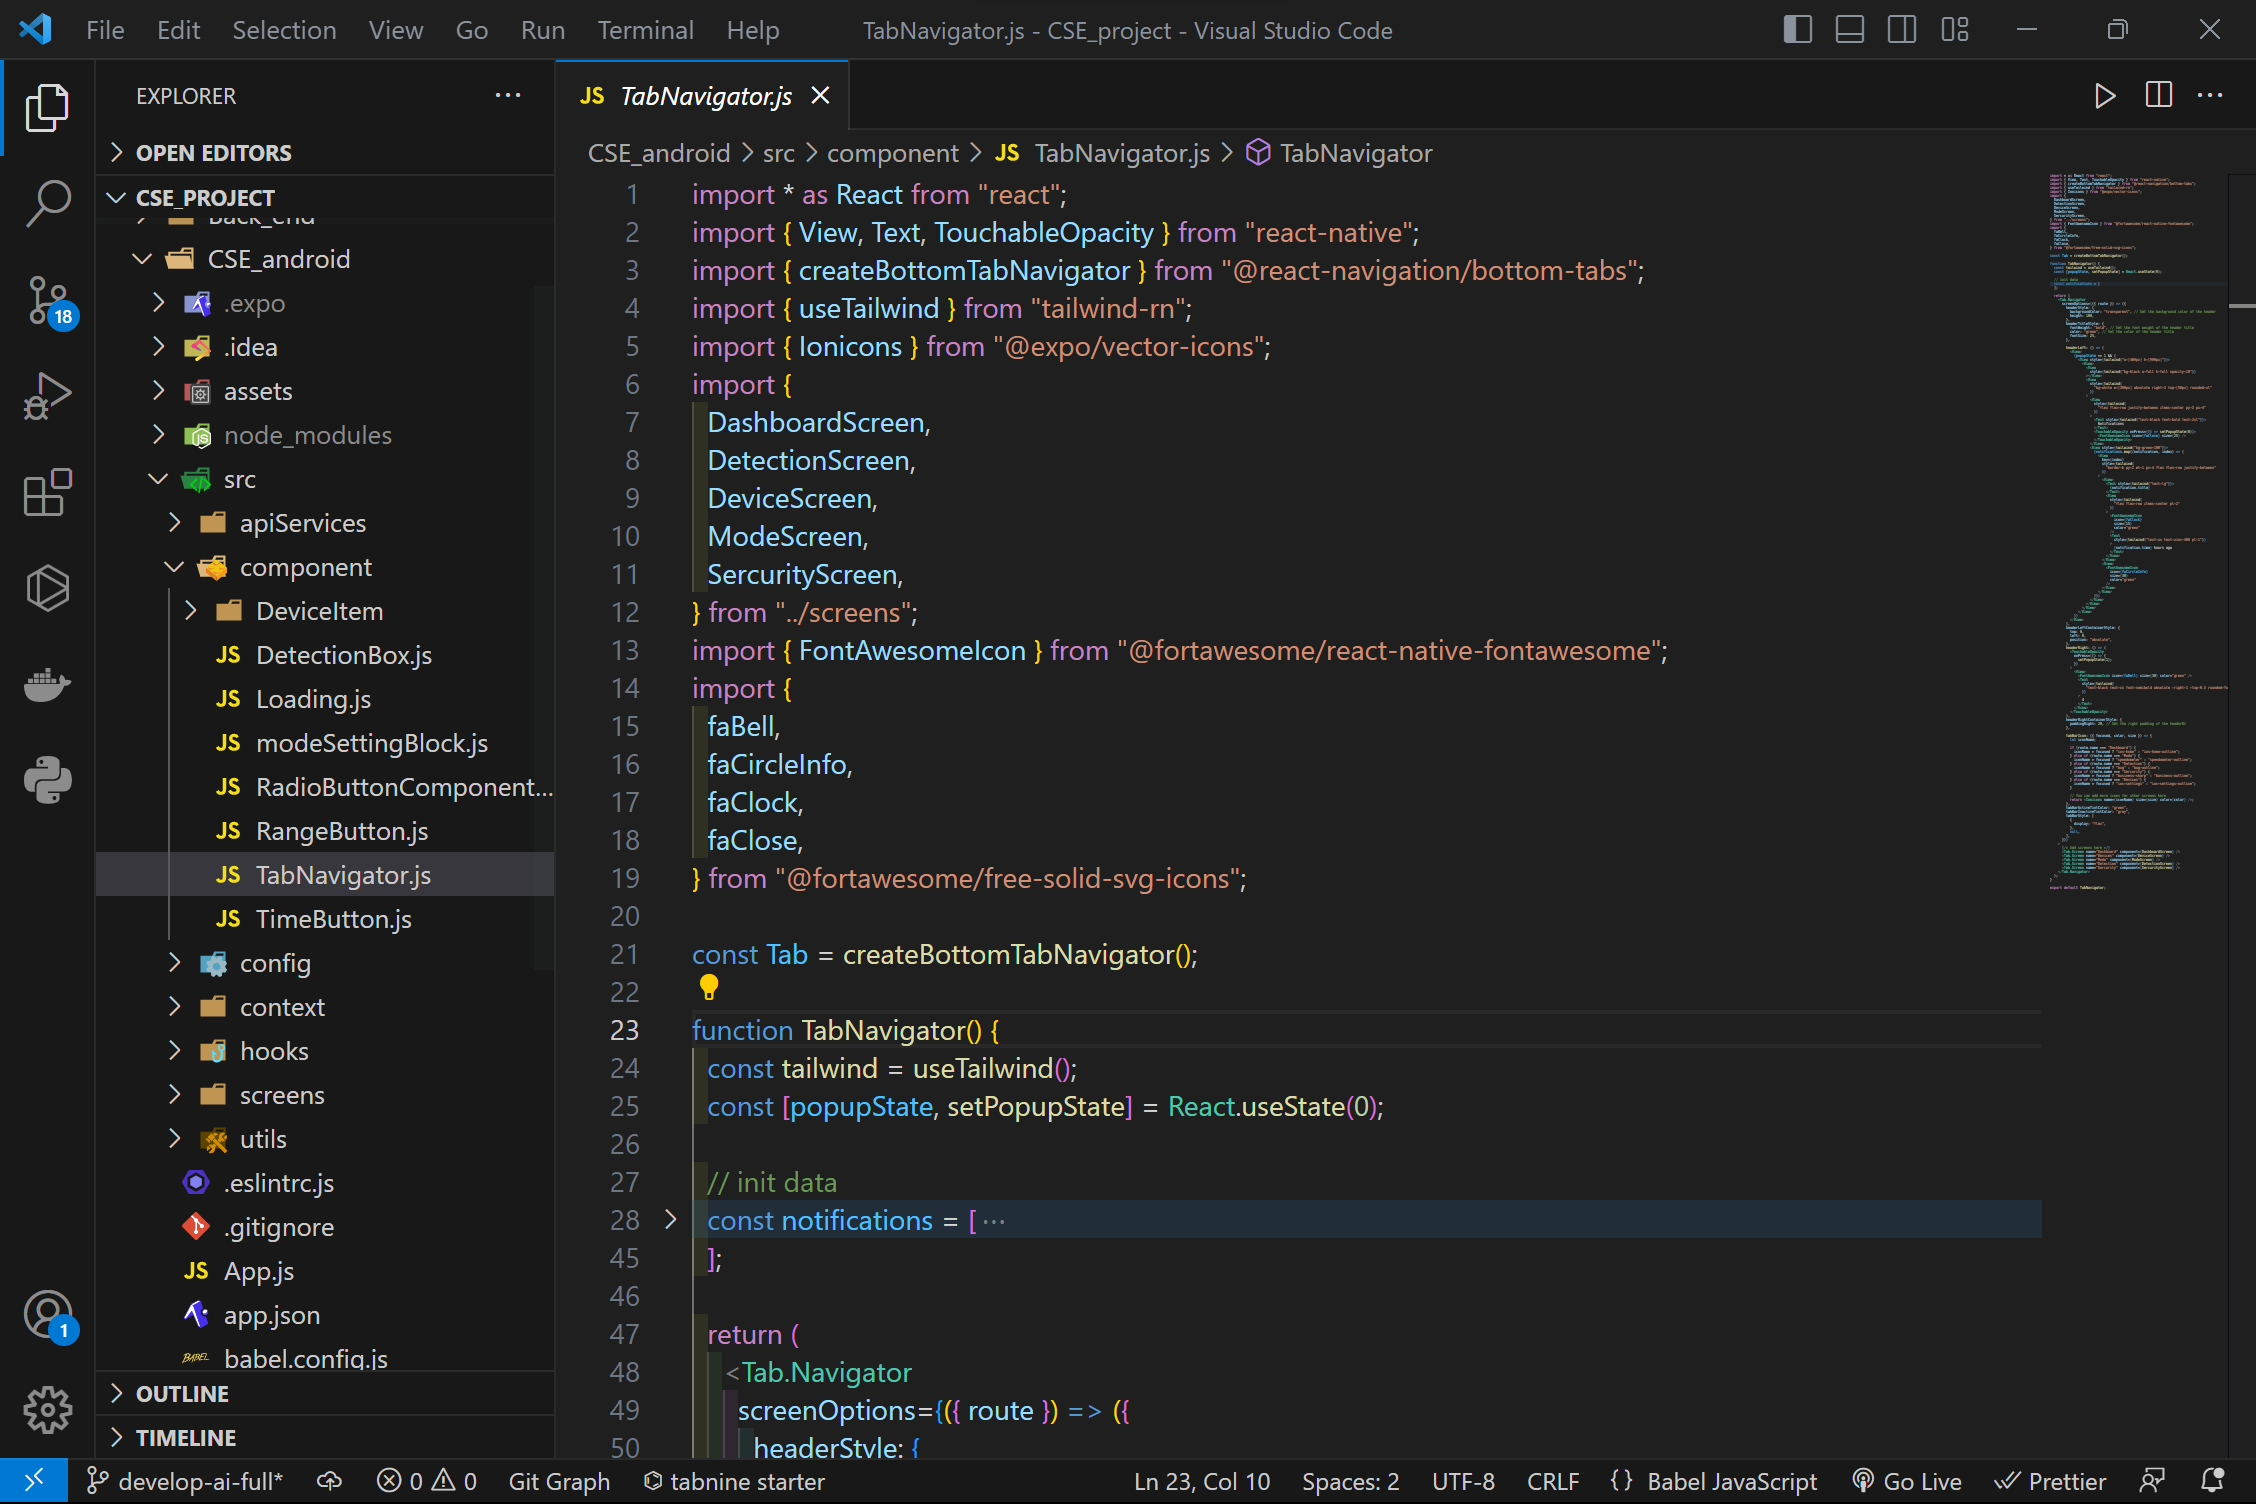 File Edit Selection View Go Run Terminal Help TabNavigator.js - CSE_project - Visual Studio Code
EXPLORER
OPEN EDITORS
CSE_PROJECT
Back_end
CSE_android
.expo
.idea
assets
node_modules
src
apiServices
component
DeviceItem
JS DetectionBox.js
JS Loading.js
JS modeSettingBlock.js
JS RadioButtonComponent...
JS RangeButton.js
JS TabNavigator.js
JS TimeButton.js
config
context
hooks
screens
utils
.eslintrc.js
.gitignore
JS App.js
app.json
BABEL babel.config.js
OUTLINE
TIMELINE
18
1
JS TabNavigator.js
CSE_android > src > component > JS TabNavigator.js > TabNavigator
1 import * as React from "react";
2 import { View, Text, TouchableOpacity } from "react-native";
3 import { createBottomTabNavigator } from "@react-navigation/bottom-tabs";
4 import { useTailwind } from "tailwind-rn";
5 import { Ionicons } from "@expo/vector-icons";
6 import {
7 DashboardScreen,
8 DetectionScreen,
9 DeviceScreen,
10 ModeScreen,
11 SercurityScreen,
12 } from "../screens";
13 import { FontAwesomeIcon } from "@fortawesome/react-native-fontawesome";
14 import {
15 faBell,
16 faCircleInfo,
17 faClock,
18 faClose,
19 } from "@fortawesome/free-solid-svg-icons";
20
21 const Tab = createBottomTabNavigator();
22
23 function TabNavigator() {
24 const tailwind = useTailwind();
25 const [popupState, setPopupState] = React.useState(0);
26
27 // init data
28 const notifications = [ ...
45 ];
46
47 return (
48 <Tab.Navigator
49 screenOptions={({ route }) => ({
50 headerStyle: {
develop-ai-full* 0 0 Git Graph tabnine starter Ln 23, Col 10 Spaces: 2 UTF-8 CRLF {} Babel JavaScript Go Live Prettier